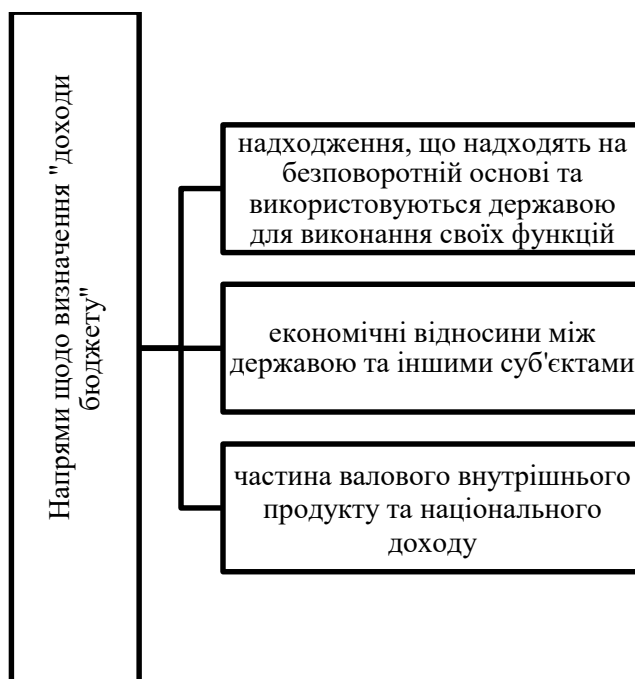 Напрями щодо визначення "доходи
бюджету"
надходження, що надходять на
безповоротній основі та
використовуються державою
для виконання своїх функцій
економічні відносини між
державою та іншими суб'єктами
частина валового внутрішнього
продукту та національного
доходу